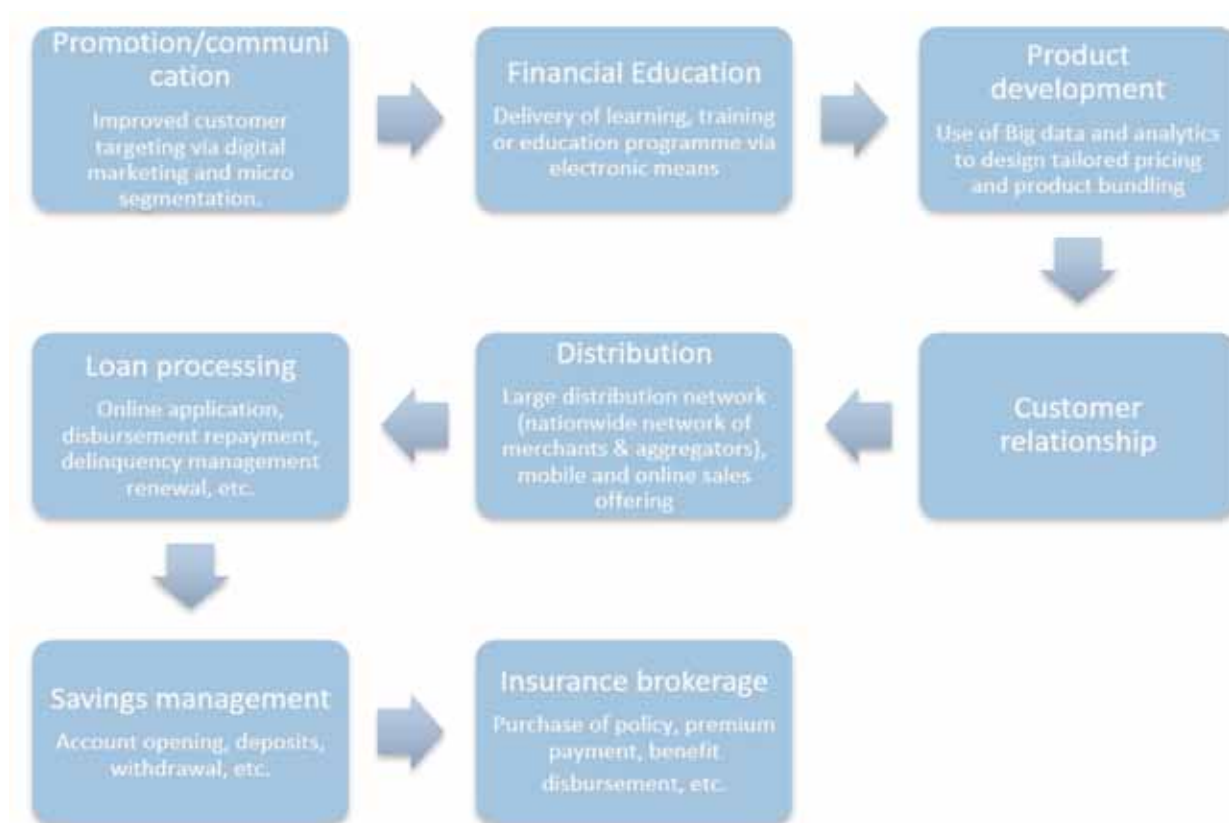 Promotion/communi
cation
Improved customer
targeting via digital
marketing and micro
segmentation.
Financial Education
Delivery of learning, training
or education programme via
electronic means
Product
development
Use of Big data and analytics
to design tailored pricing
and product bundling
Customer
relationship
Distribution
Large distribution network
(nationwide network of
merchants & aggregators),
mobile and online sales
offering
Loan processing
Online application,
disbursement repayment,
delinquency management
renewal, etc.
Savings management
Account opening, deposits,
withdrawal, etc.
Insurance brokerage
Purchase of policy, premium
payment, benefit
disbursement, etc.